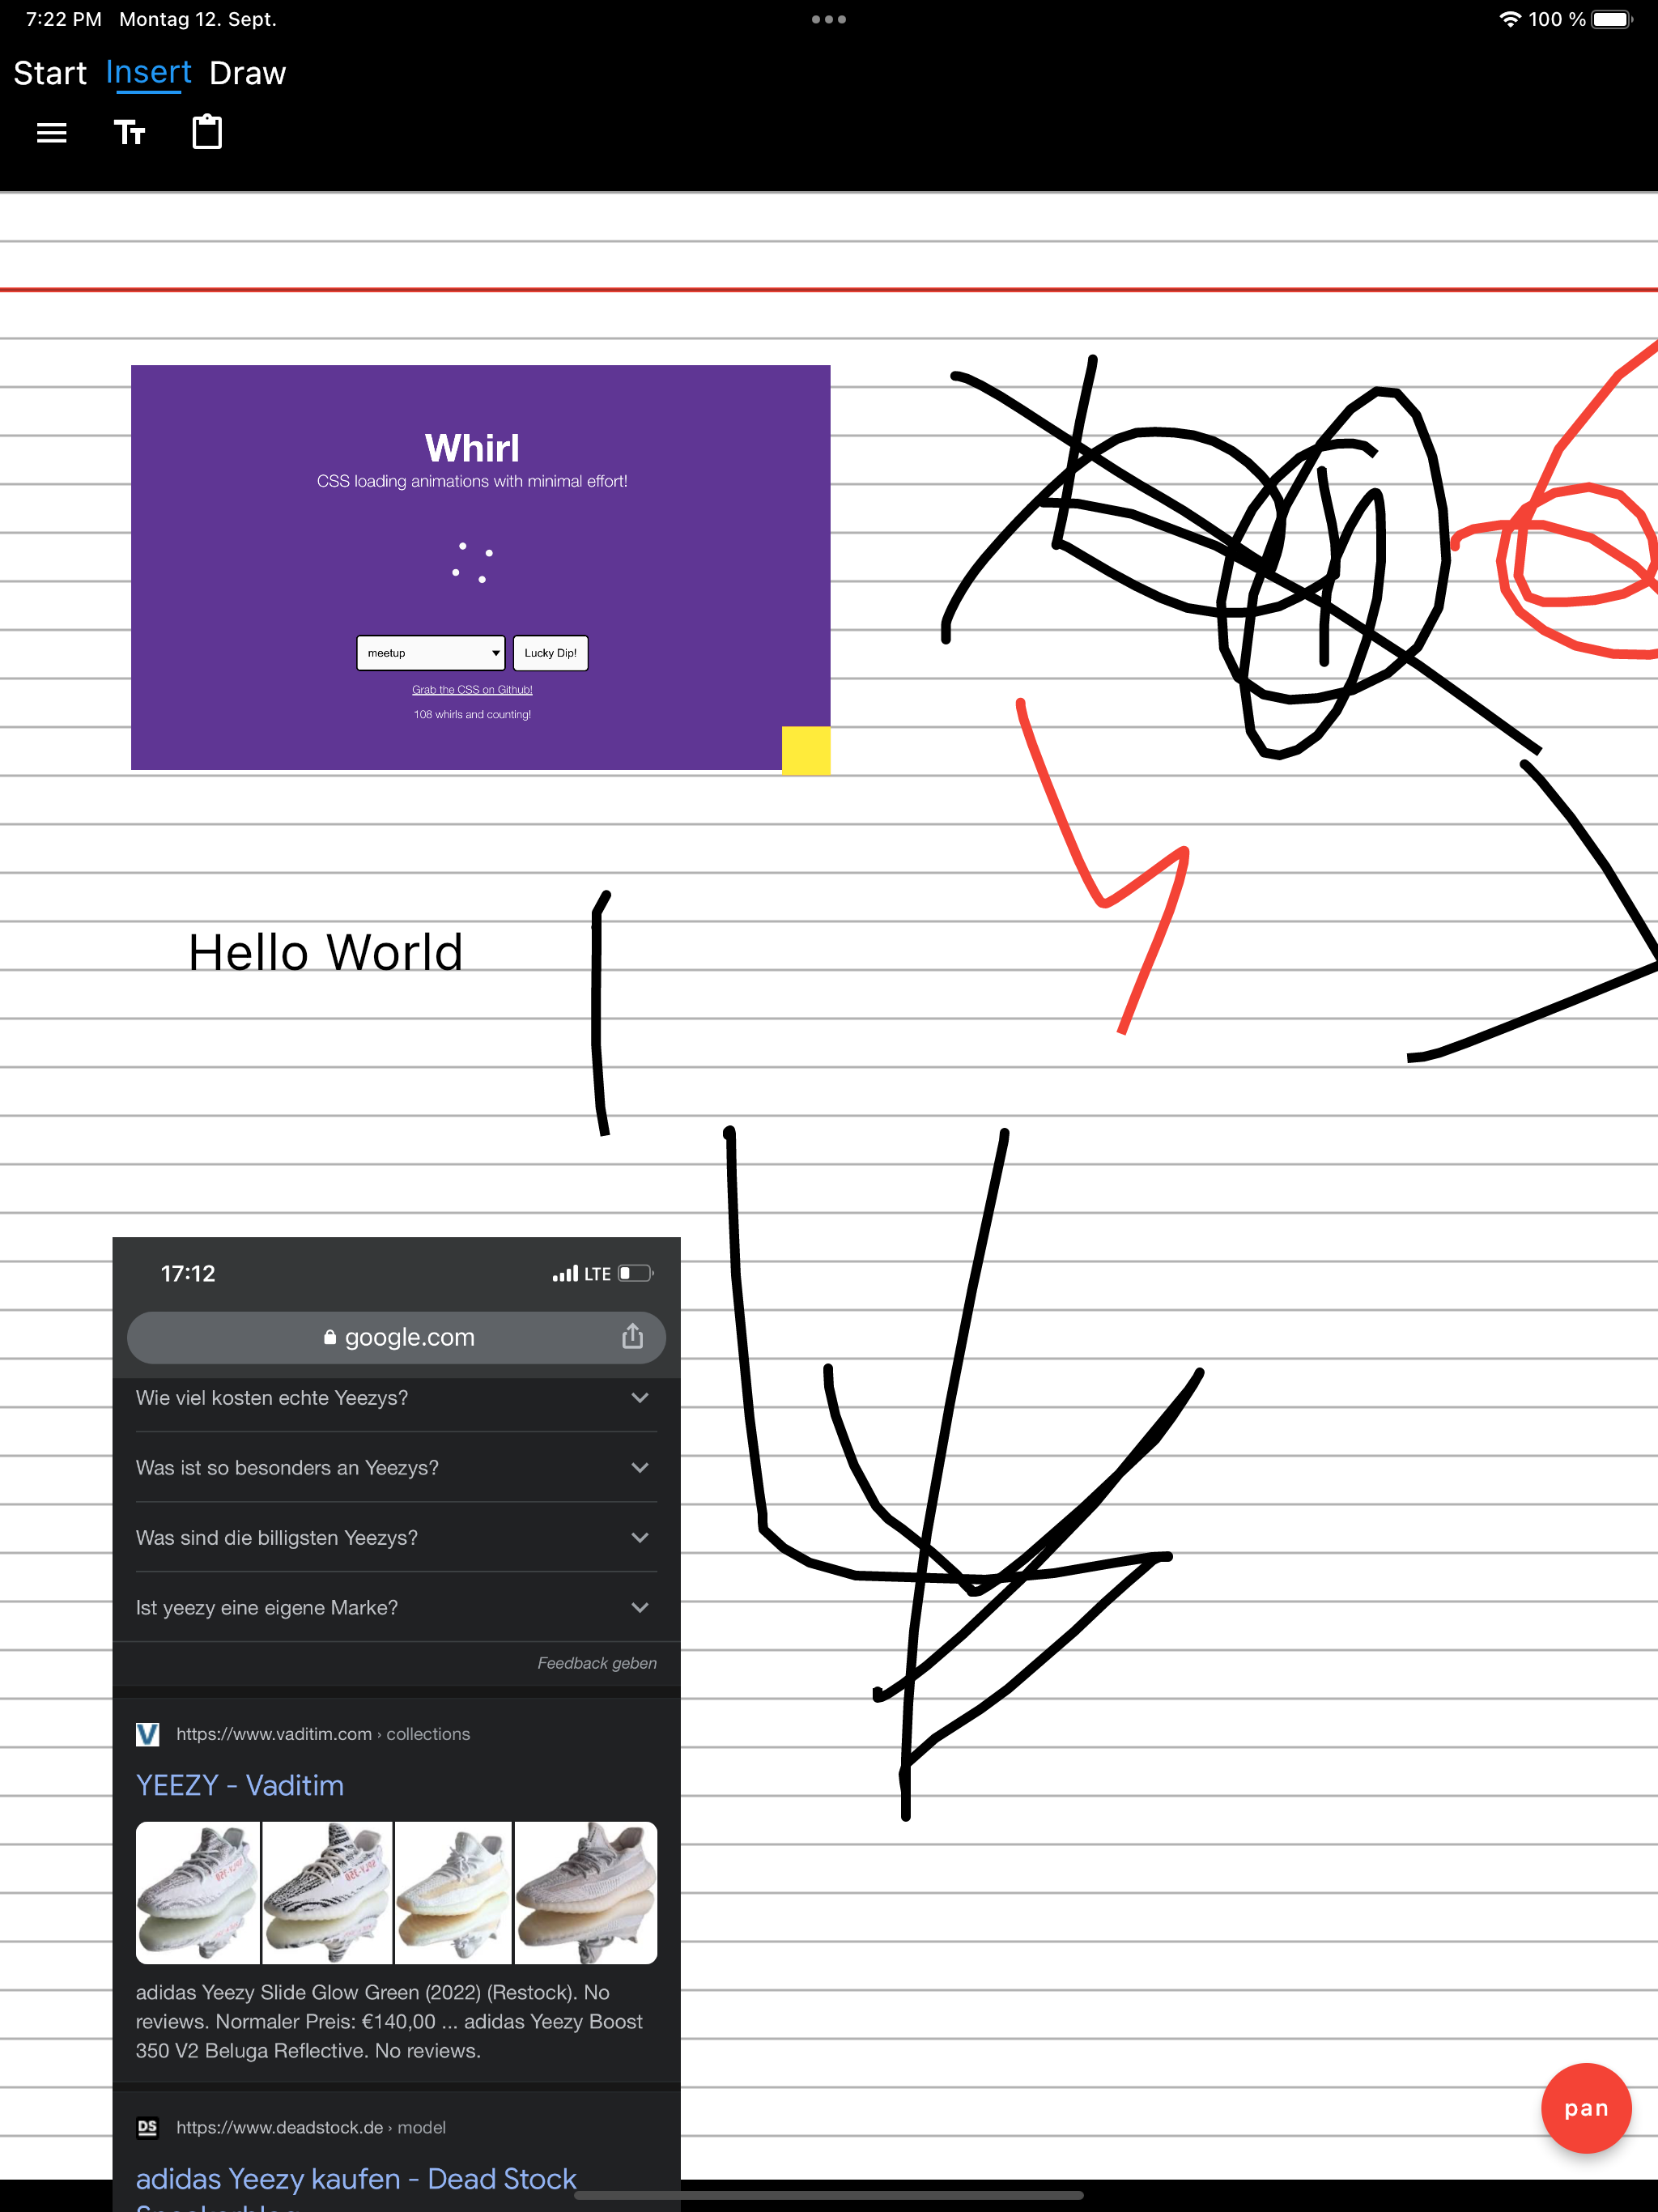 7:22 PM Montag 12. Sept.
100 %
Start Insert Draw
Whirl
CSS loading animations with minimal effort!
meetup
Lucky Dip!
Grab the CSS on Github!
108 whirls and counting!
Hello World
17:12
LTE
google.com
Wie viel kosten echte Yeezys?
Was ist so besonders an Yeezys?
Was sind die billigsten Yeezys?
Ist yeezy eine eigene Marke?
Feedback geben
V https://www.vaditim.com › collections
YEEZY - Vaditim
adidas Yeezy Slide Glow Green (2022) (Restock). No
reviews. Normaler Preis: €140,00 ... adidas Yeezy Boost
350 V2 Beluga Reflective. No reviews.
DS https://www.deadstock.de › model
adidas Yeezy kaufen - Dead Stock
pan